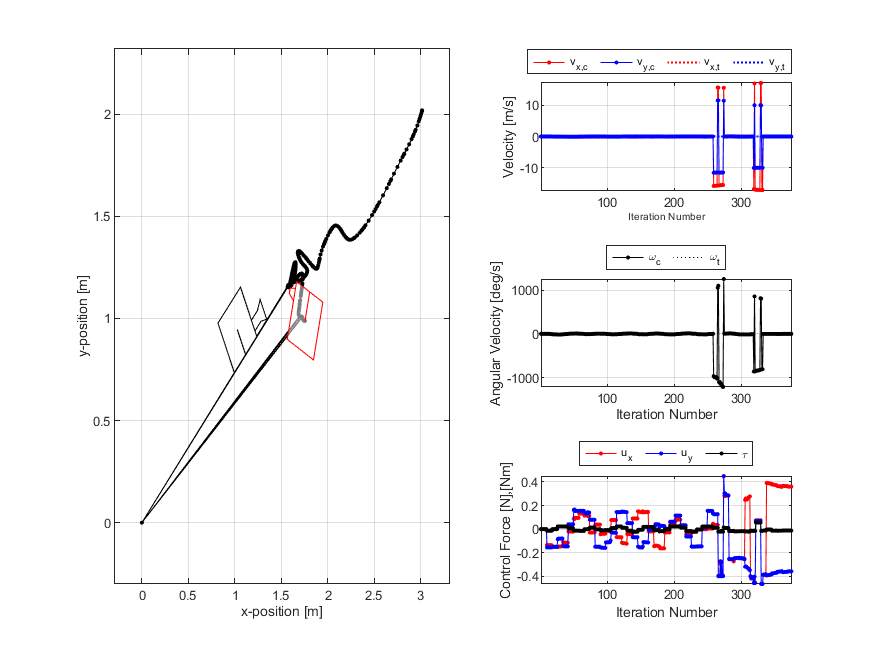 2
1.5
1
0.5
0
0 0.5 1 1.5 2 2.5 3
x-position [m]
y-position [m]
v_x,c v_y,c v_x,t v_y,t
10
0
-10
100 200 300
Iteration Number
Velocity [m/s]
ω_c ω_t
1000
0
-1000
100 200 300
Iteration Number
Angular Velocity [deg/s]
u_x u_y τ
0.4
0.2
0
-0.2
-0.4
100 200 300
Iteration Number
Control Force [N],[Nm]